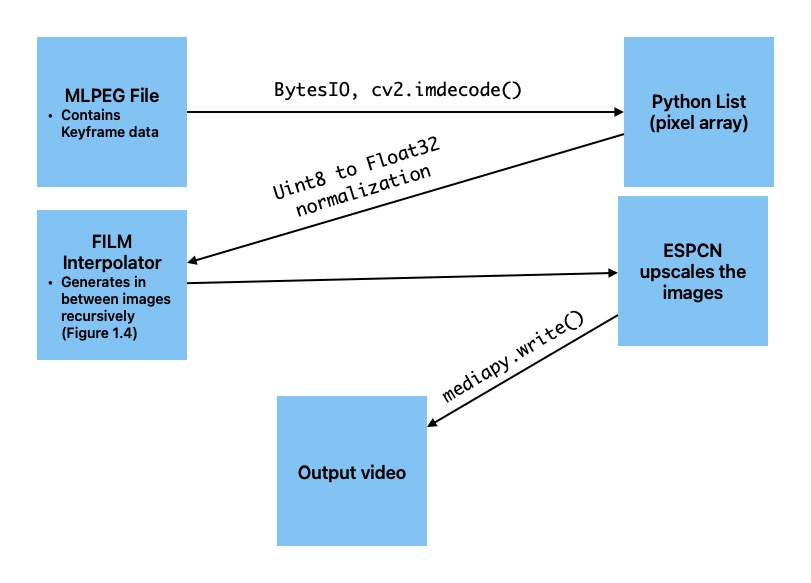 MLPEG File
• Contains
Keyframe data
BytesIO, cv2.imdecode()
Python List
(pixel array)
Uint8 to Float32
normalization
FILM
Interpolator
• Generates in
between images
recursively
(Figure 1.4)
ESPCN
upscales the
images
mediapy.write()
Output video